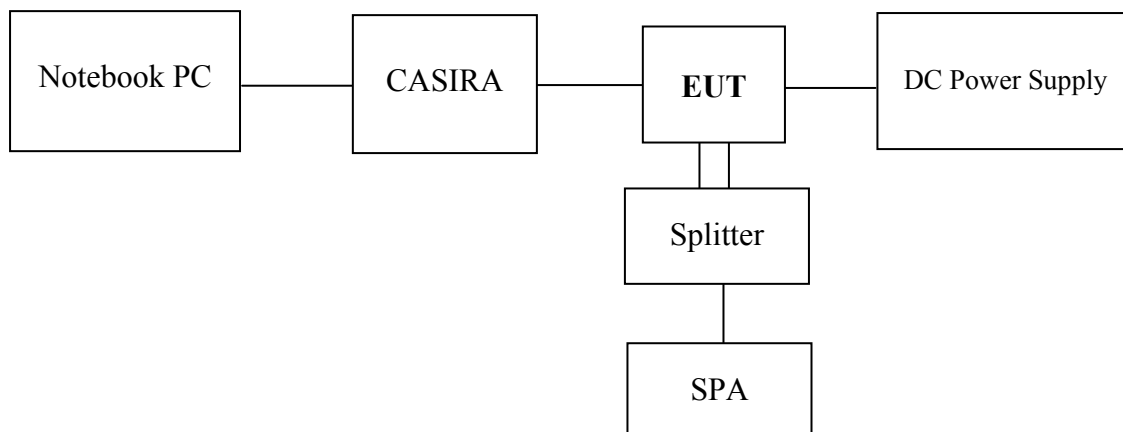 Notebook PC
CASIRA
EUT
DC Power Supply
Splitter
SPA